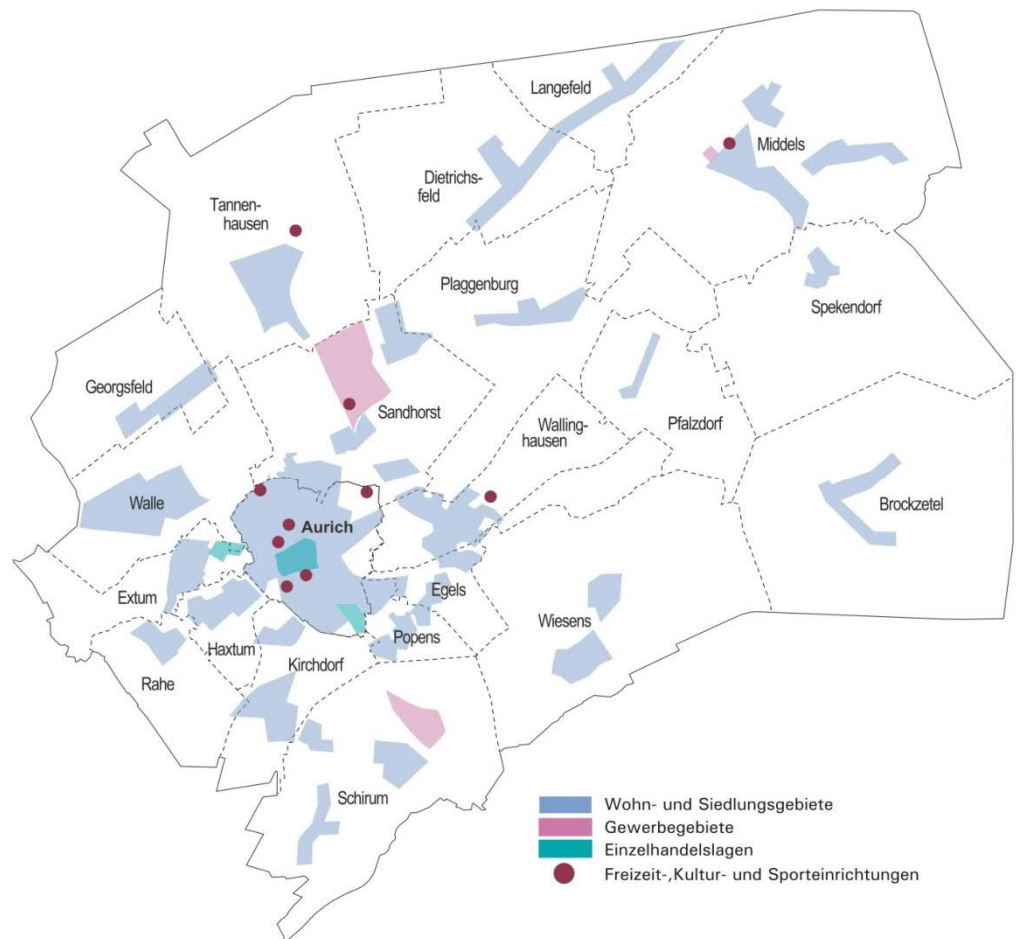 Langefeld
Middels
Dietrichs-
feld
Tannen-
hausen
Plaggenburg
Spekendorf
Georgsfeld
Sandhorst
Walling-
hausen
Pfalzdorf
Walle
Aurich
Brockzetel
Extum
Egels
Wiesens
Popens
Haxtum
Kirchdorf
Rahe
Schirum
Wohn- und Siedlungsgebiete
Gewerbegebiete
Einzelhandelslagen
Freizeit-,Kultur- und Sporteinrichtungen